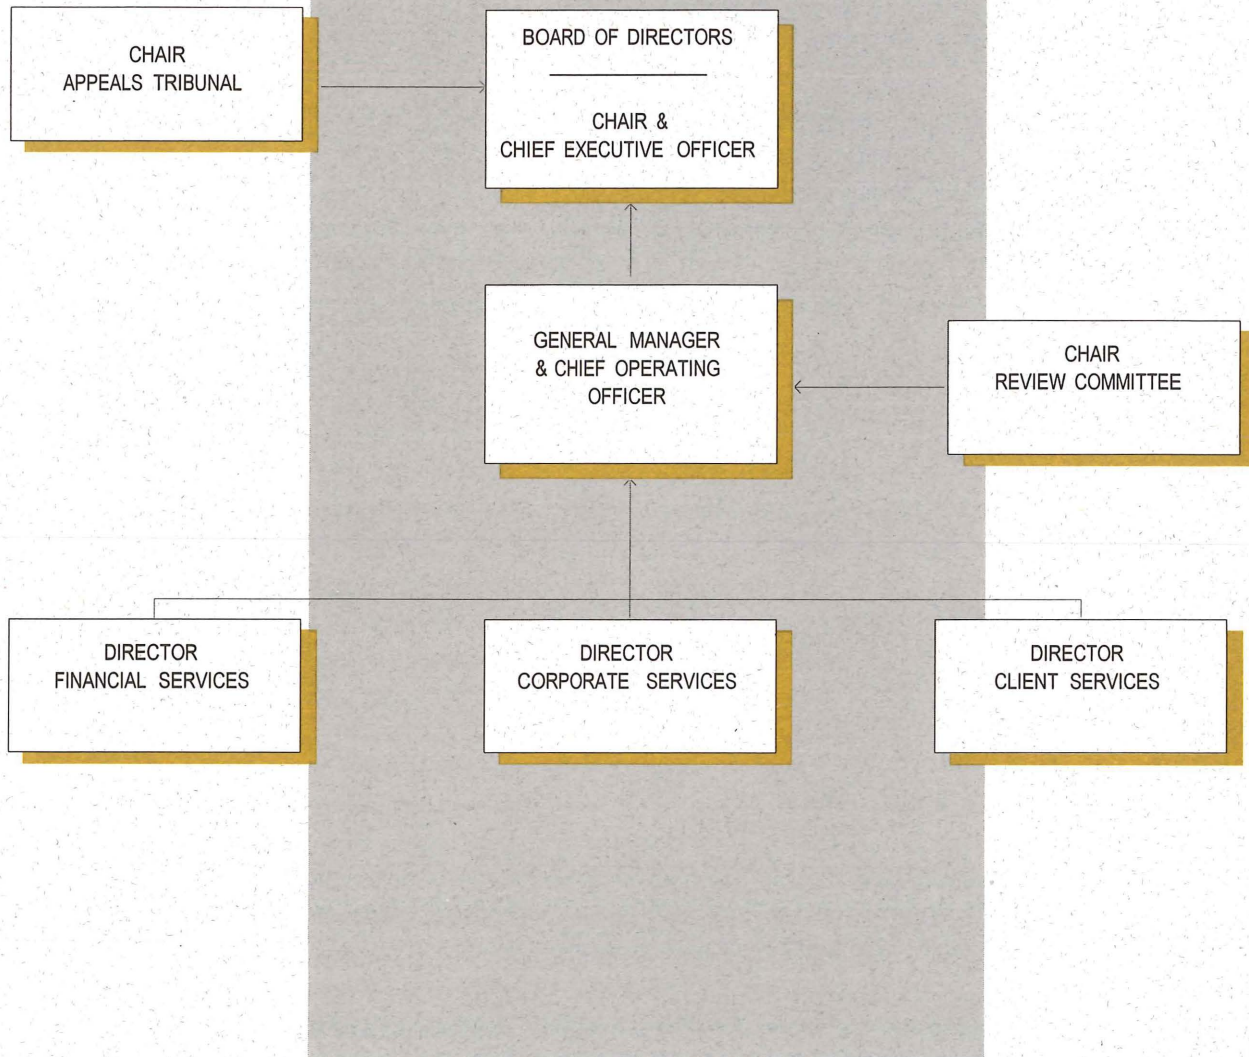 CHAIR
APPEALS TRIBUNAL
BOARD OF DIRECTORS
CHAIR &
CHIEF EXECUTIVE OFFICER
GENERAL MANAGER
& CHIEF OPERATING
OFFICER
CHAIR
REVIEW COMMITTEE
DIRECTOR
FINANCIAL SERVICES
DIRECTOR
CORPORATE SERVICES
DIRECTOR
CLIENT SERVICES